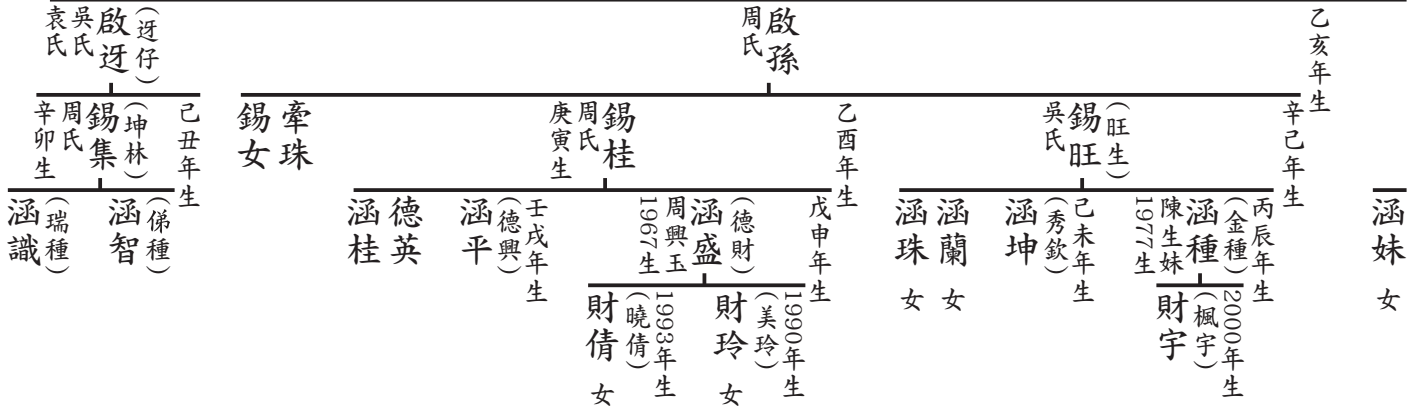 乙亥年生
啟孫
周氏
(迓仔)
啟迓
吳氏
袁氏
辛巳年生
(旺生)
錫旺
吳氏
乙酉年生
錫桂
周氏
庚寅生
牽珠
錫女
己丑年生
(坤林)
錫集
周氏
辛卯生
涵妹 女
丙辰年生
(金種)
涵種
陳生妹
1977生
己未年生
(秀欽)
涵坤
涵蘭 女
涵珠 女
戊申年生
(德財)
涵盛
周興玉
1967生
壬戌年生
(德興)
涵平
德英
涵桂
(俤種)
涵智
(瑞種)
涵識
2000年生
(楓宇)
財宇
1990年生
(美玲)
財玲 女
1993年生
(曉倩)
財倩 女